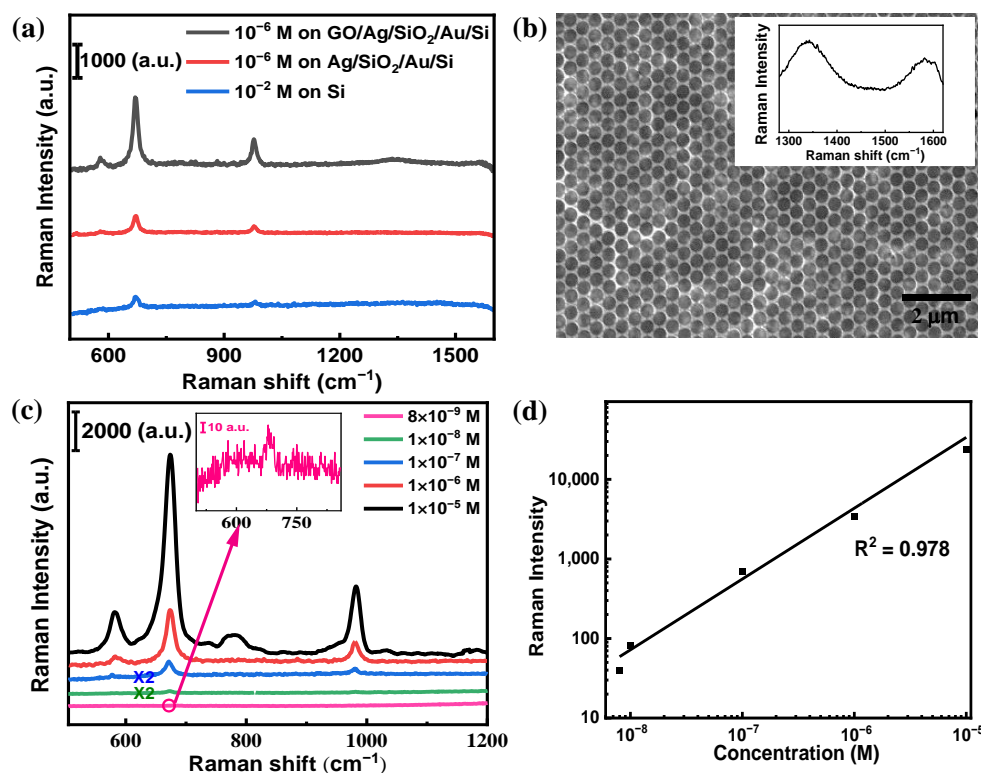 (a)
10⁻⁶ M on GO/Ag/SiO₂/Au/Si
1000 (a.u.)
10⁻⁶ M on Ag/SiO₂/Au/Si
10⁻² M on Si
Raman Intensity (a.u.)
600 900 1200 1500
Raman shift (cm⁻¹)
(b)
Raman Intensity
1300 1400 1500 1600
Raman shift (cm⁻¹)
2 μm
(c)
2000 (a.u.)
10 a.u.
600 750
8×10⁻⁹ M
1×10⁻⁸ M
1×10⁻⁷ M
1×10⁻⁶ M
1×10⁻⁵ M
X2
X2
Raman Intensity (a.u)
600 800 1000 1200
Raman shift (cm⁻¹)
(d)
Raman Intensity
10,000
1,000
100
10
R² = 0.978
10⁻⁸ 10⁻⁷ 10⁻⁶ 10⁻⁵
Concentration (M)